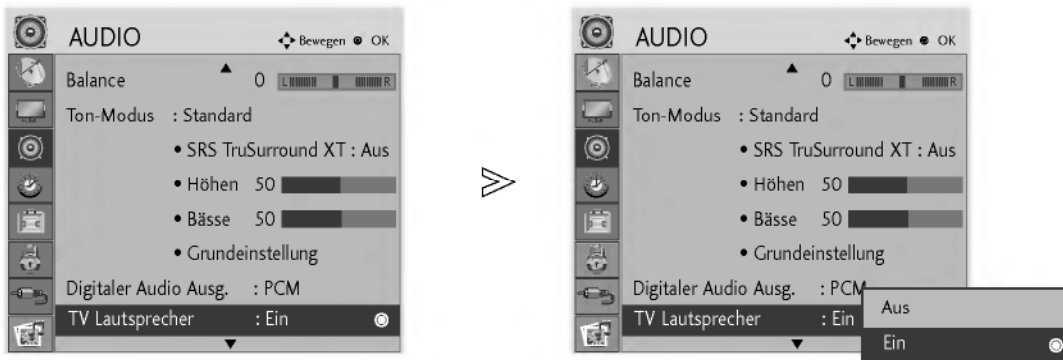 AUDIO Bewegen OK
Balance 0 L R
Ton-Modus : Standard
• SRS TruSurround XT : Aus
• Höhen 50
• Bässe 50
• Grundeinstellung
Digitaler Audio Ausg. : PCM
TV Lautsprecher : Ein
AUDIO Bewegen OK
Balance 0 L R
Ton-Modus : Standard
• SRS TruSurround XT : Aus
• Höhen 50
• Bässe 50
• Grundeinstellung
Digitaler Audio Ausg. : PCM
TV Lautsprecher : Ein
Aus
Ein